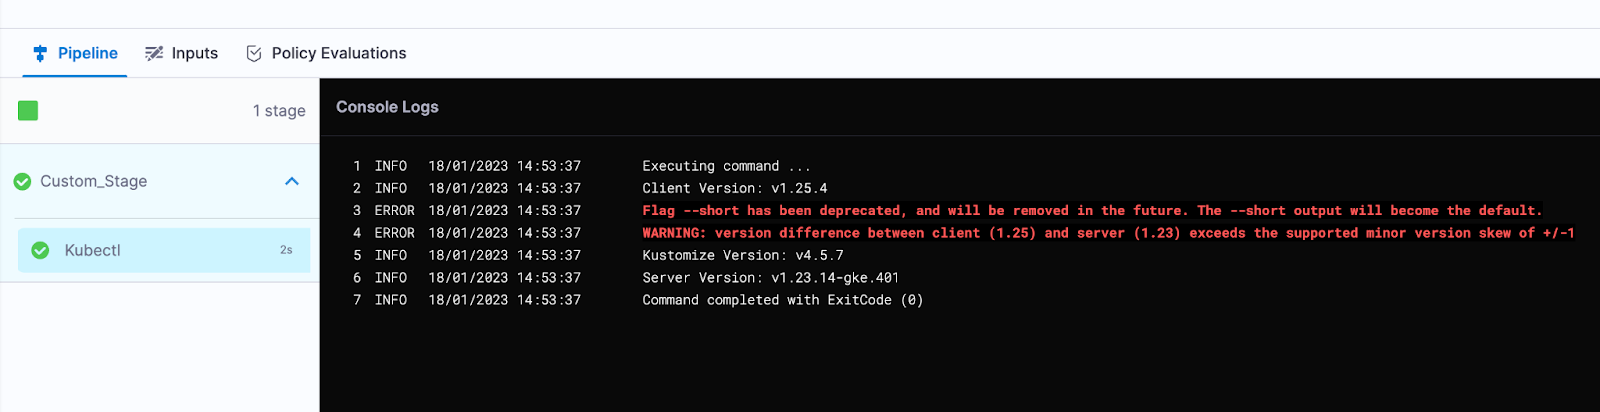 Pipeline Inputs Policy Evaluations
1 stage
Custom_Stage
Kubectl 2s
Console Logs
1 INFO 18/01/2023 14:53:37 Executing command ...
2 INFO 18/01/2023 14:53:37 Client Version: v1.25.4
3 ERROR 18/01/2023 14:53:37 Flag --short has been deprecated, and will be removed in the future. The --short output will become the default.
4 ERROR 18/01/2023 14:53:37 WARNING: version difference between client (1.25) and server (1.23) exceeds the supported minor version skew of +/-1
5 INFO 18/01/2023 14:53:37 Kustomize Version: v4.5.7
6 INFO 18/01/2023 14:53:37 Server Version: v1.23.14-gke.401
7 INFO 18/01/2023 14:53:37 Command completed with ExitCode (0)